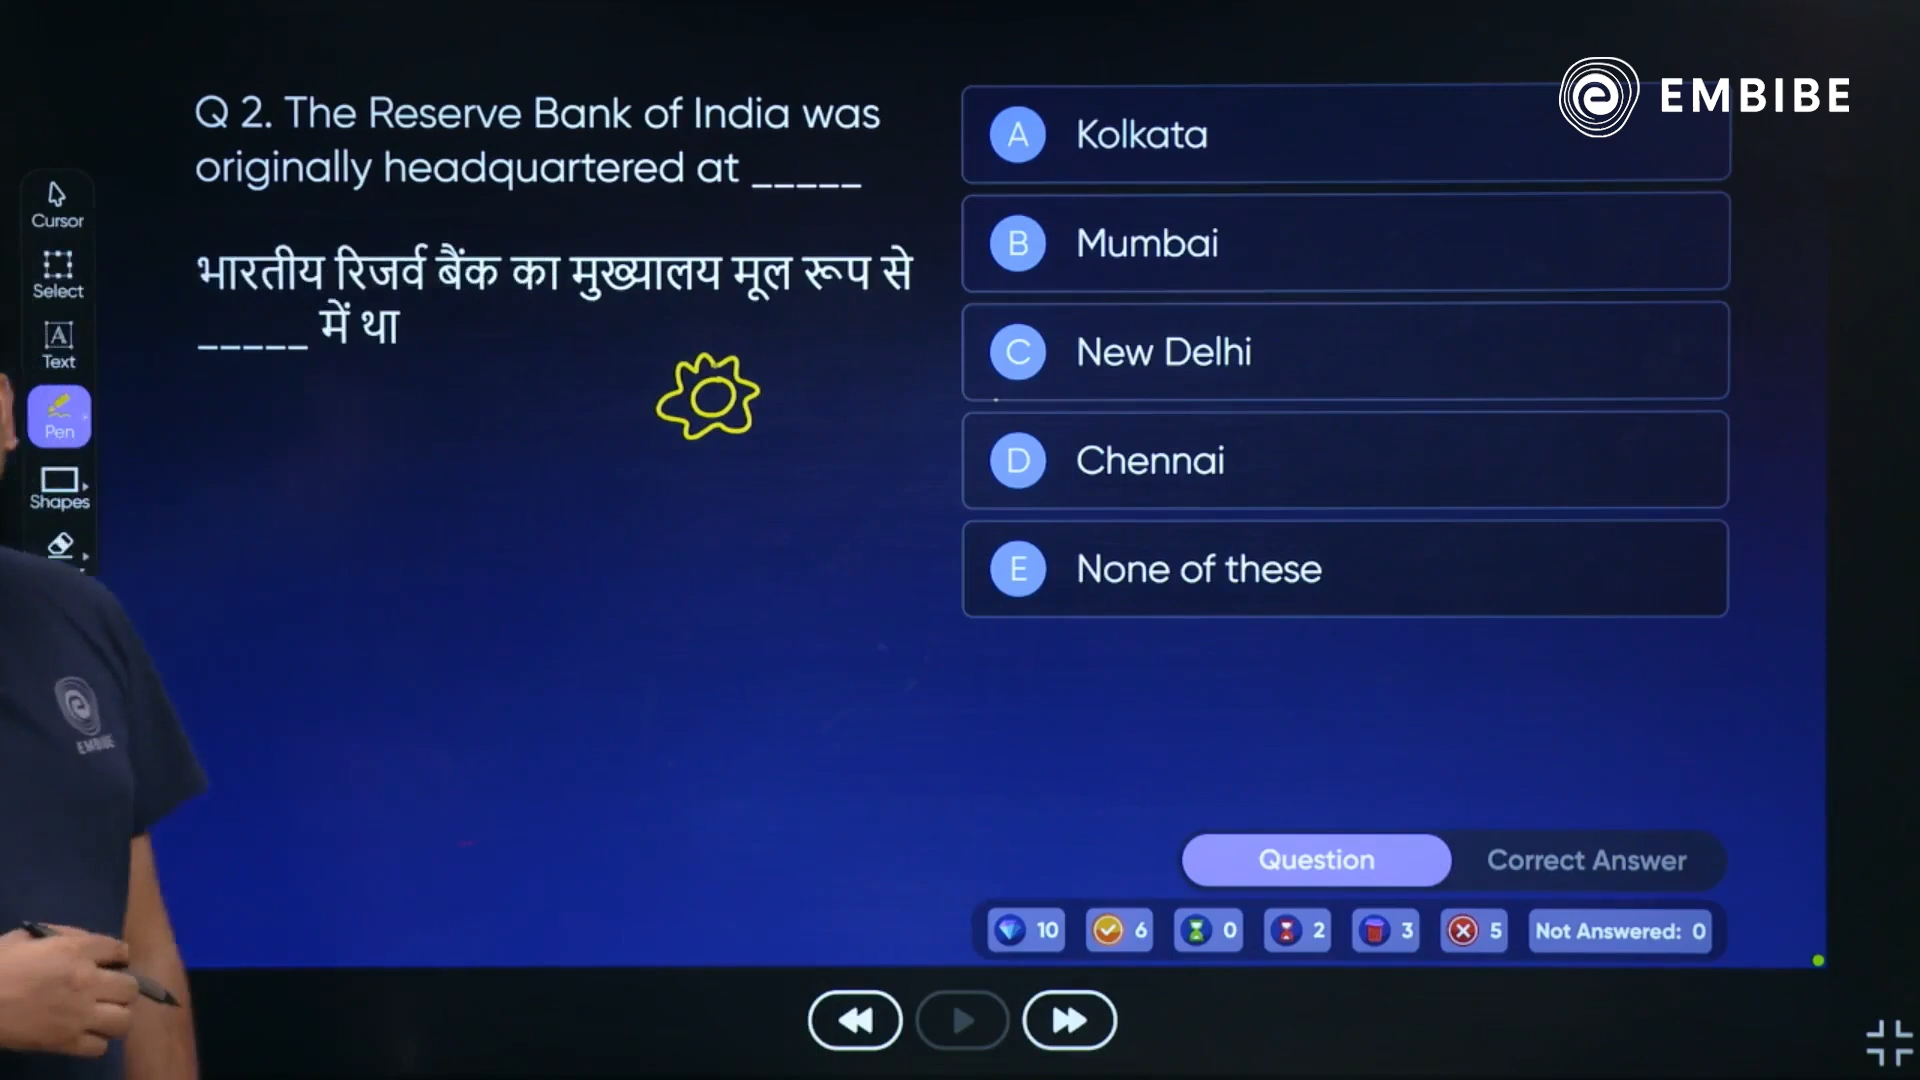 EMBIBE
Q 2. The Reserve Bank of India was
originally headquartered at _____
भारतीय रिजर्व बैंक का मुख्यालय मूल रूप से
_____ में था
A Kolkata
B Mumbai
C New Delhi
D Chennai
E None of these
Cursor
Select
A
Text
Pen
Shapes
EMBIBE
Question Correct Answer
10 6 0 2 3 5 Not Answered: 0